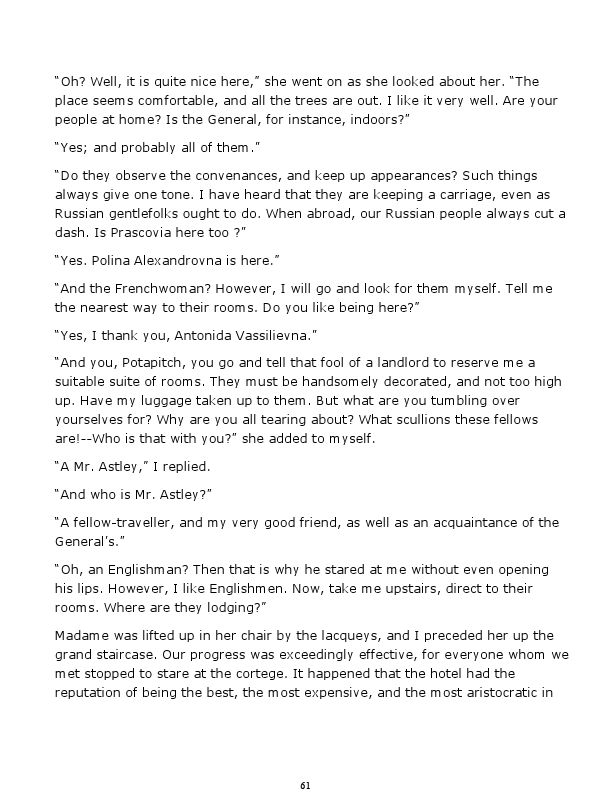 “Oh? Well, it is quite nice here,” she went on as she looked about her. “The
place seems comfortable, and all the trees are out. I like it very well. Are your
people at home? Is the General, for instance, indoors?”
“Yes; and probably all of them.”
“Do they observe the convenances, and keep up appearances? Such things
always give one tone. I have heard that they are keeping a carriage, even as
Russian gentlefolks ought to do. When abroad, our Russian people always cut a
dash. Is Prascovia here too ?”
“Yes. Polina Alexandrovna is here.”
“And the Frenchwoman? However, I will go and look for them myself. Tell me
the nearest way to their rooms. Do you like being here?”
“Yes, I thank you, Antonida Vassilievna.”
“And you, Potapitch, you go and tell that fool of a landlord to reserve me a
suitable suite of rooms. They must be handsomely decorated, and not too high
up. Have my luggage taken up to them. But what are you tumbling over
yourselves for? Why are you all tearing about? What scullions these fellows
are!--Who is that with you?” she added to myself.
“A Mr. Astley,” I replied.
“And who is Mr. Astley?”
“A fellow-traveller, and my very good friend, as well as an acquaintance of the
General’s.”
“Oh, an Englishman? Then that is why he stared at me without even opening
his lips. However, I like Englishmen. Now, take me upstairs, direct to their
rooms. Where are they lodging?”
Madame was lifted up in her chair by the lacqueys, and I preceded her up the
grand staircase. Our progress was exceedingly effective, for everyone whom we
met stopped to stare at the cortege. It happened that the hotel had the
reputation of being the best, the most expensive, and the most aristocratic in
61